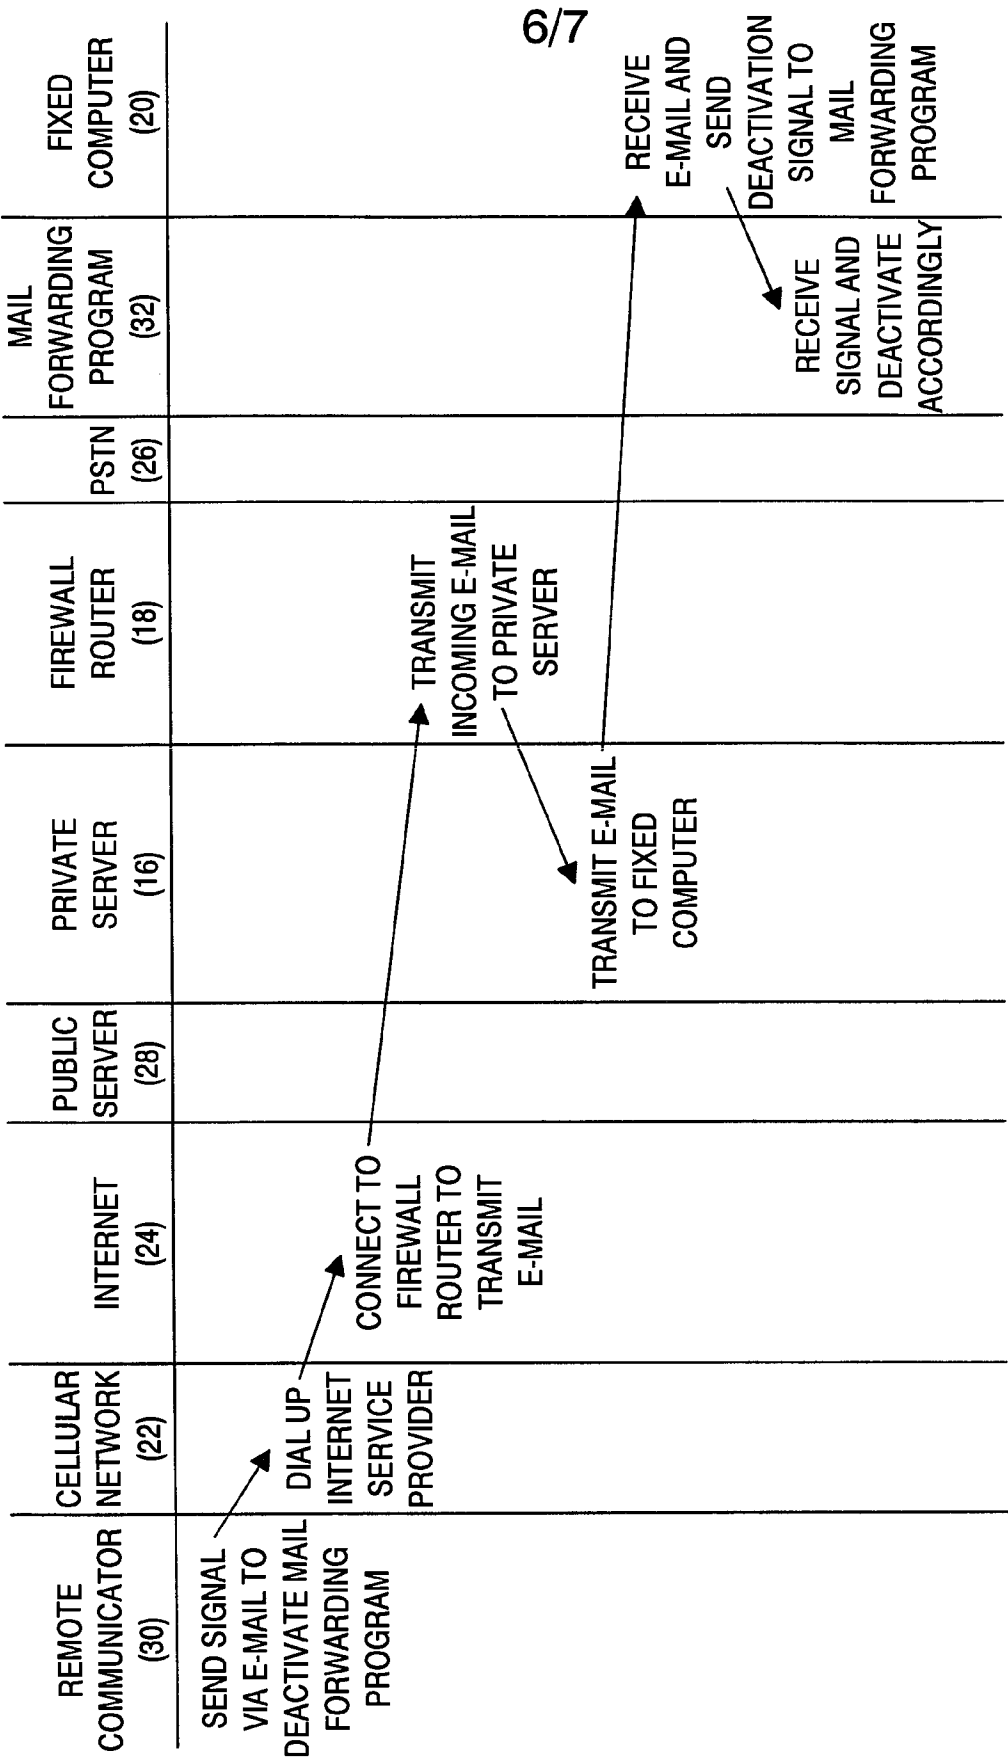 6/7
REMOTE
COMMUNICATOR
(30)
CELLULAR
NETWORK
(22)
INTERNET
(24)
PUBLIC
SERVER
(28)
PRIVATE
SERVER
(16)
FIREWALL
ROUTER
(18)
PSTN
(26)
MAIL
FORWARDING
PROGRAM
(32)
FIXED
COMPUTER
(20)
SEND SIGNAL
VIA E-MAIL TO
DEACTIVATE MAIL
FORWARDING
PROGRAM
DIAL UP
INTERNET
SERVICE
PROVIDER
CONNECT TO
FIREWALL
ROUTER TO
TRANSMIT
E-MAIL
TRANSMIT
INCOMING E-MAIL
TO PRIVATE
SERVER
TRANSMIT E-MAIL
TO FIXED
COMPUTER
RECEIVE
E-MAIL AND
SEND
DEACTIVATION
SIGNAL TO
MAIL
FORWARDING
PROGRAM
RECEIVE
SIGNAL AND
DEACTIVATE
ACCORDINGLY